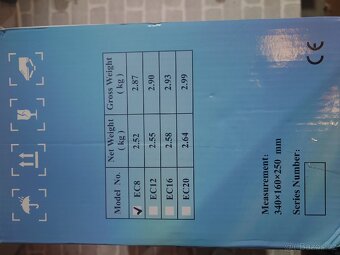 Model No. Net Weight (kg) Gross Weight (kg)
EC8 2.52 2.87
EC12 2.55 2.90
EC16 2.58 2.93
EC20 2.64 2.99
Measurement:
340×160×250 mm
Series Number:
CE